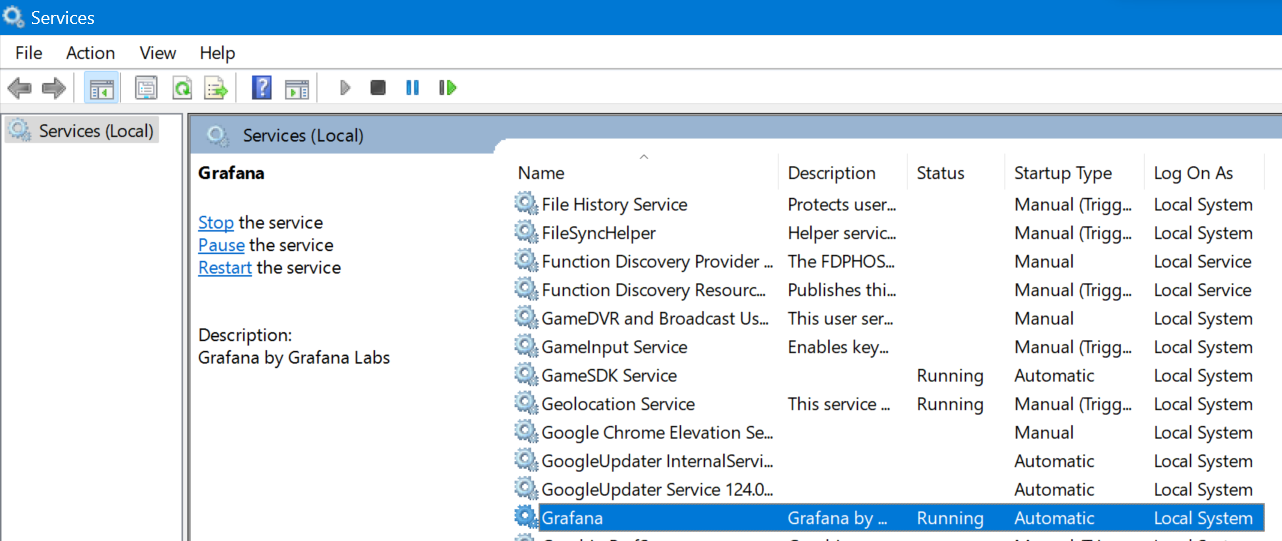 Services
File Action View Help
Services (Local)
Services (Local)
Grafana
Stop the service
Pause the service
Restart the service
Description:
Grafana by Grafana Labs
Name Description Status Startup Type Log On As
File History Service Protects user... Manual (Trigg... Local System
FileSyncHelper Helper servic... Manual (Trigg... Local System
Function Discovery Provider ... The FDPHOS... Manual Local Service
Function Discovery Resourc... Publishes thi... Manual (Trigg... Local Service
GameDVR and Broadcast Us... This user ser... Manual Local System
GameInput Service Enables key... Manual (Trigg... Local System
GameSDK Service Running Automatic Local System
Geolocation Service This service ... Running Manual (Trigg... Local System
Google Chrome Elevation Se... Manual Local System
GoogleUpdater InternalServi... Automatic Local System
GoogleUpdater Service 124.0... Automatic Local System
Grafana Grafana by ... Running Automatic Local System